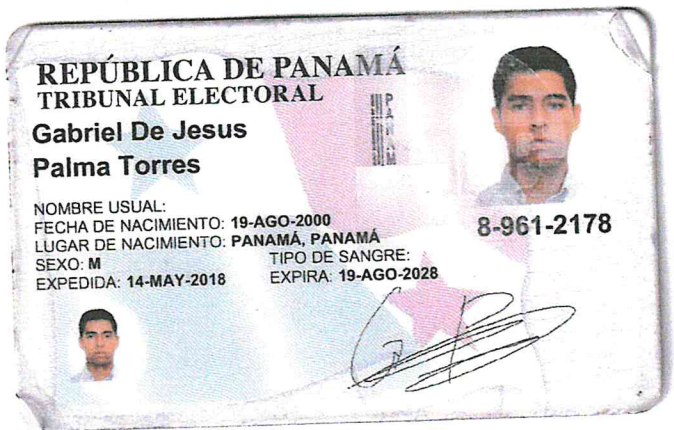 REPÚBLICA DE PANAMÁ
TRIBUNAL ELECTORAL
Gabriel De Jesus
Palma Torres
PANAM
NOMBRE USUAL:
FECHA DE NACIMIENTO: 19-AGO-2000
LUGAR DE NACIMIENTO: PANAMÁ, PANAMÁ
SEXO: M TIPO DE SANGRE:
EXPEDIDA: 14-MAY-2018 EXPIRA: 19-AGO-2028
8-961-2178